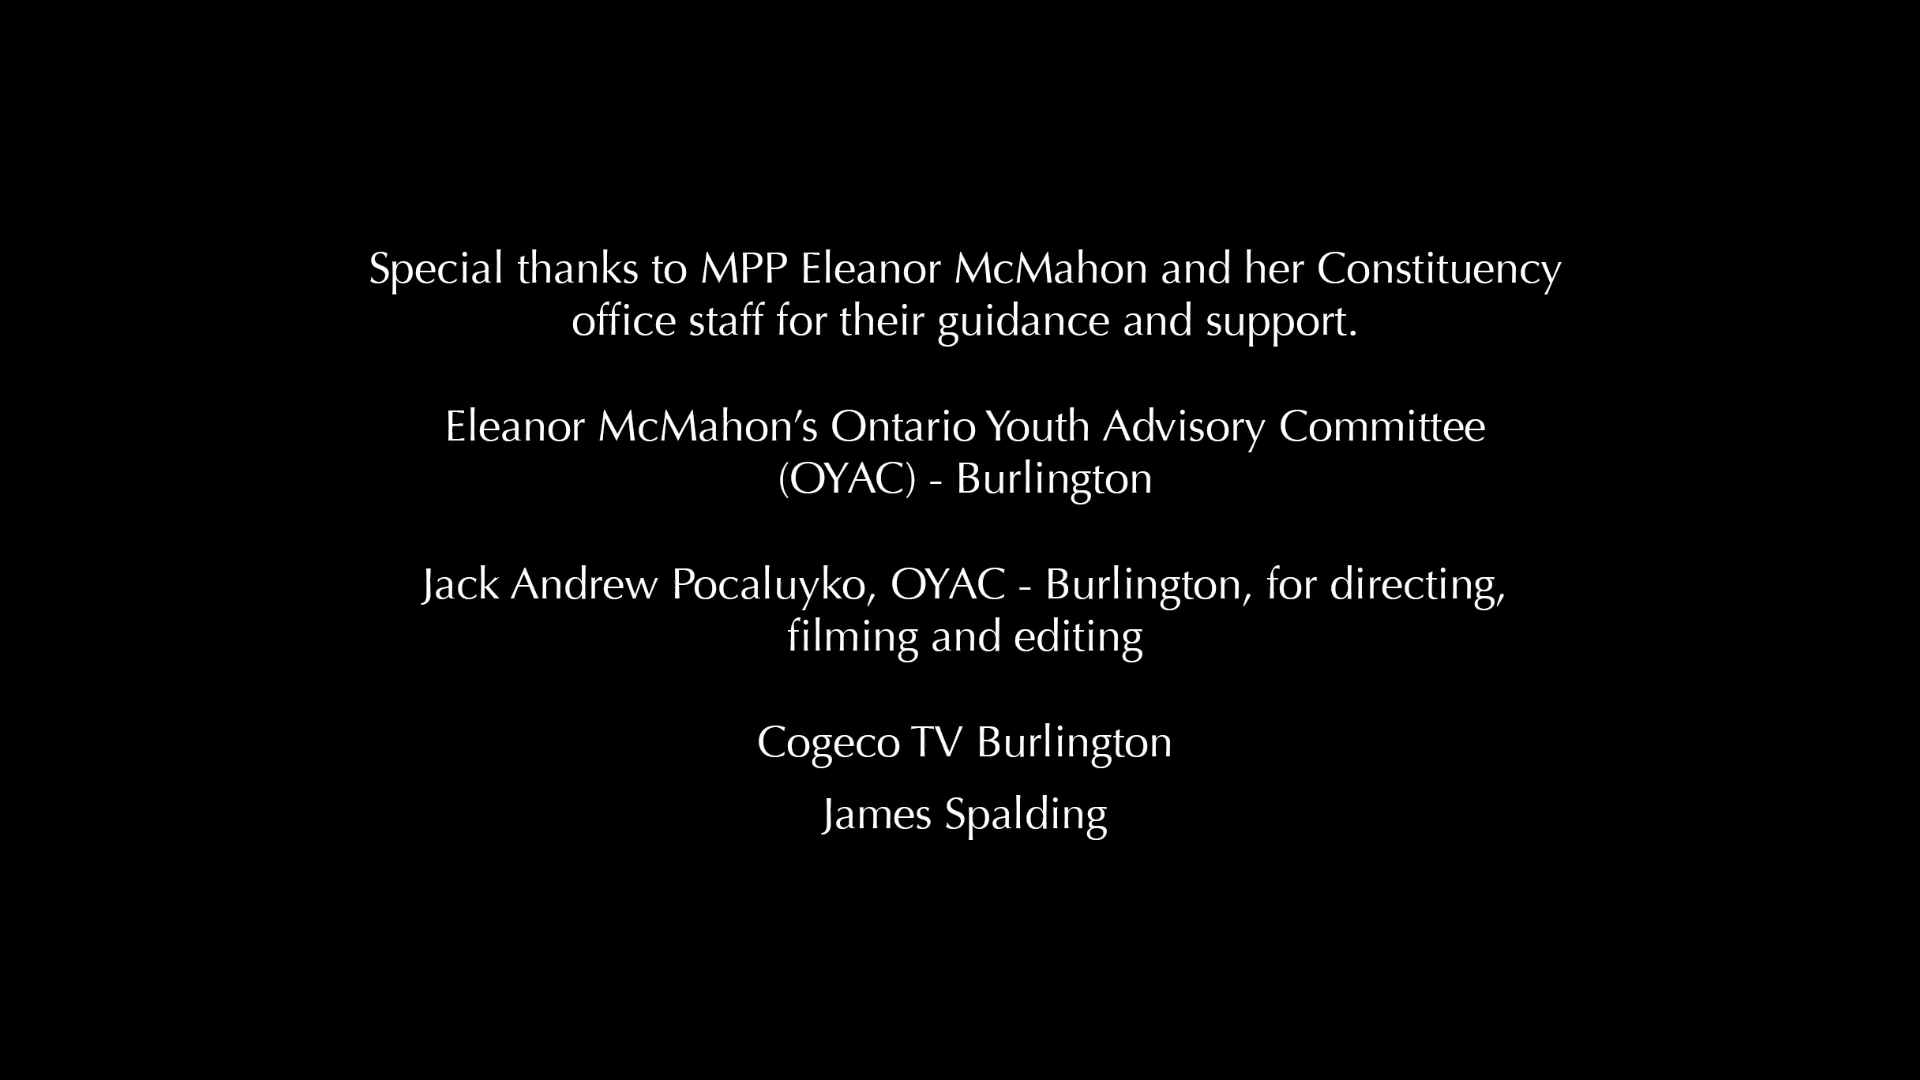 Special thanks to MPP Eleanor McMahon and her Constituency
office staff for their guidance and support.
Eleanor McMahon’s Ontario Youth Advisory Committee
(OYAC) - Burlington
Jack Andrew Pocaluyko, OYAC - Burlington, for directing,
filming and editing
Cogeco TV Burlington
James Spalding